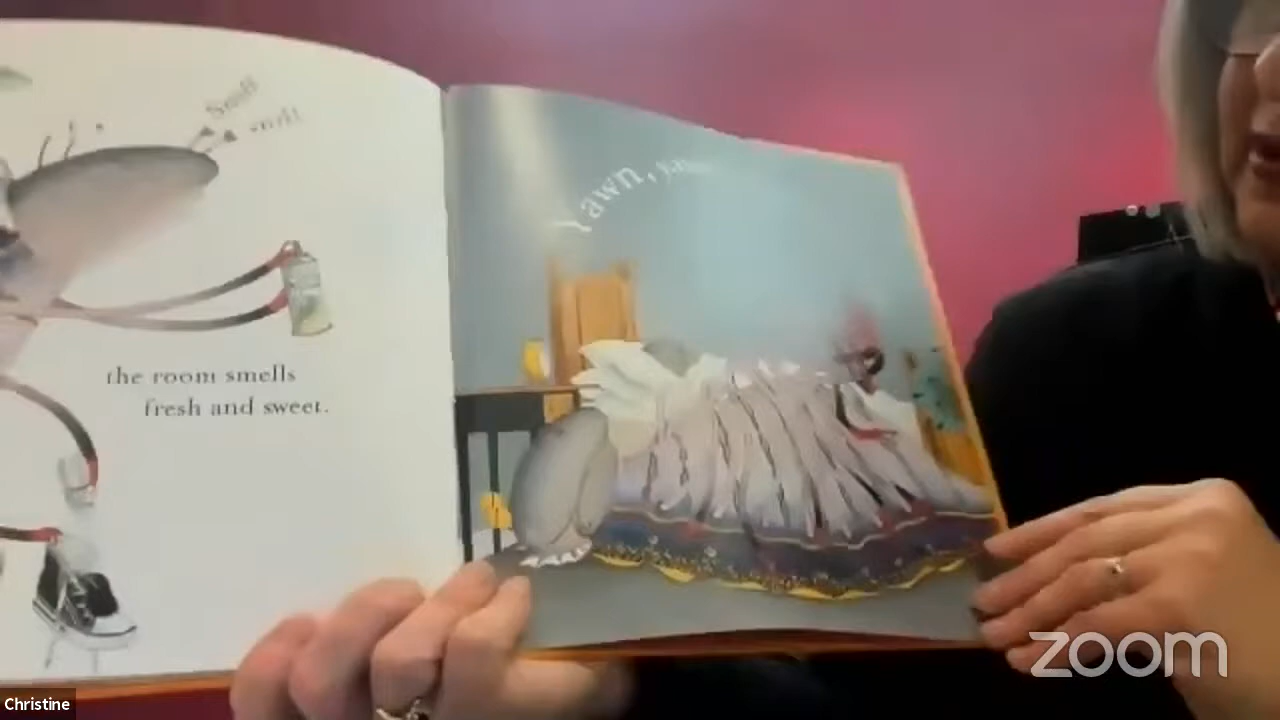 Sniff
sniff
the room smells
fresh and sweet.
Yawn,
Christine
zoom